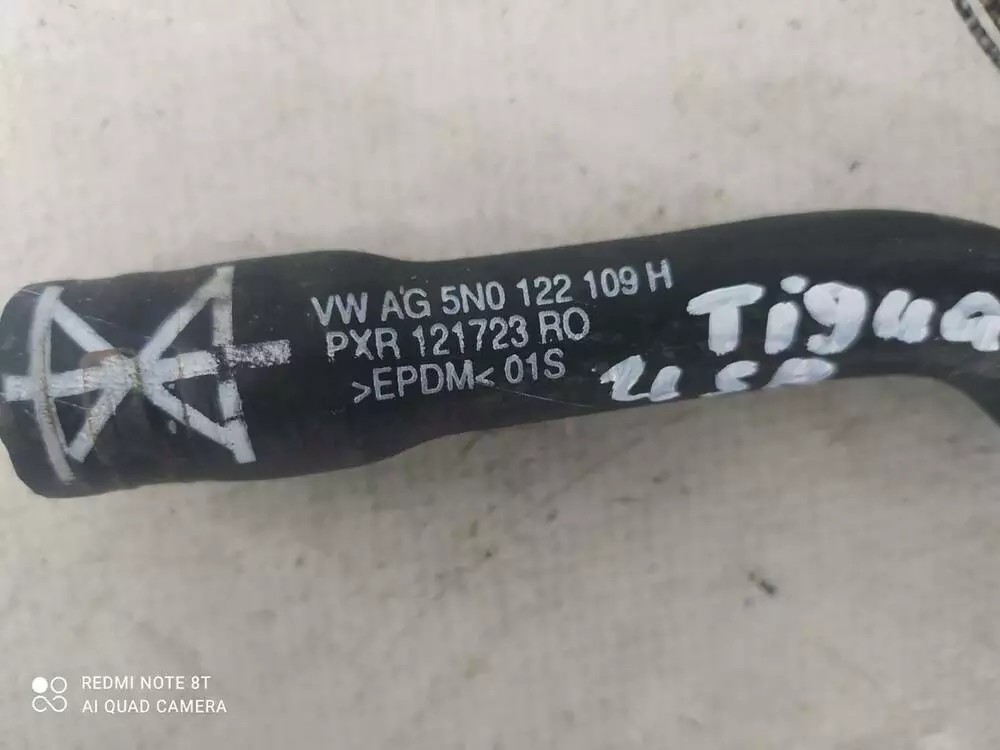 VW AG 5N0 122 109 H
PXR 121723 RO
>EPDM< 01S
Tigua
REDMI NOTE 8T
AI QUAD CAMERA